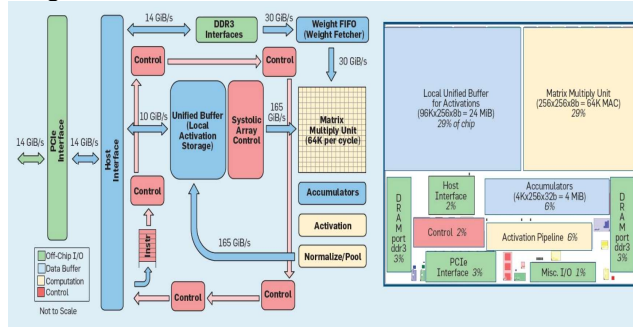 14 GiB/s
DDR3
Interfaces
30 GiB/s
Weight FIFO
(Weight Fetcher)
Control
Control
30 GiB/s
PCIe
Interface
14 GiB/s
14 GiB/s
Host
Interface
10 GiB/s
Unified Buffer
(Local
Activation
Storage)
Systolic
Array
Control
165
GiB/s
Matrix
Multiply Unit
(64K per cycle)
Control
Accumulators
Activation
Instr
165 GiB/s
Normalize/Pool
Control
Control
Off-Chip I/O
Data Buffer
Computation
Control
Not to Scale
Local Unified Buffer
for Activations
(96Kx256x8b = 24 MiB)
29% of chip
Matrix Multiply Unit
(256x256x8b = 64K MAC)
29%
D
R
A
M
port
ddr3
3%
Host
Interface
2%
Accumulators
(4Kx256x32b = 4 MiB)
6%
Control 2%
Activation Pipeline 6%
PCIe
Interface 3%
Misc. I/O 1%
D
R
A
M
port
ddr3
3%